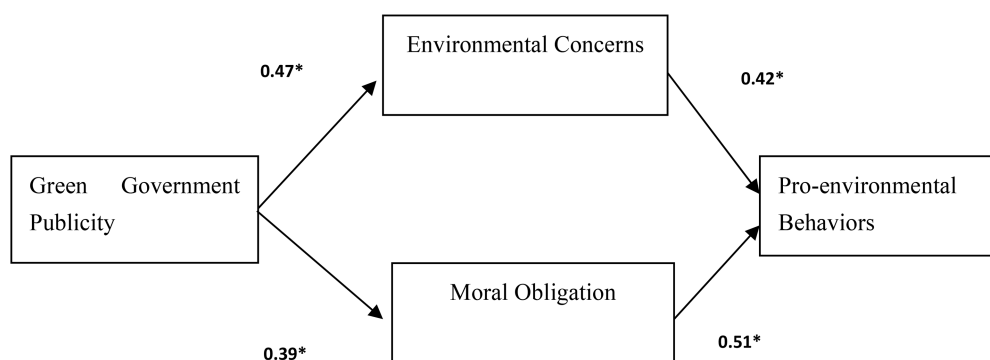 Environmental Concerns
0.47*
0.42*
Green Government
Publicity
Pro-environmental
Behaviors
Moral Obligation
0.39*
0.51*